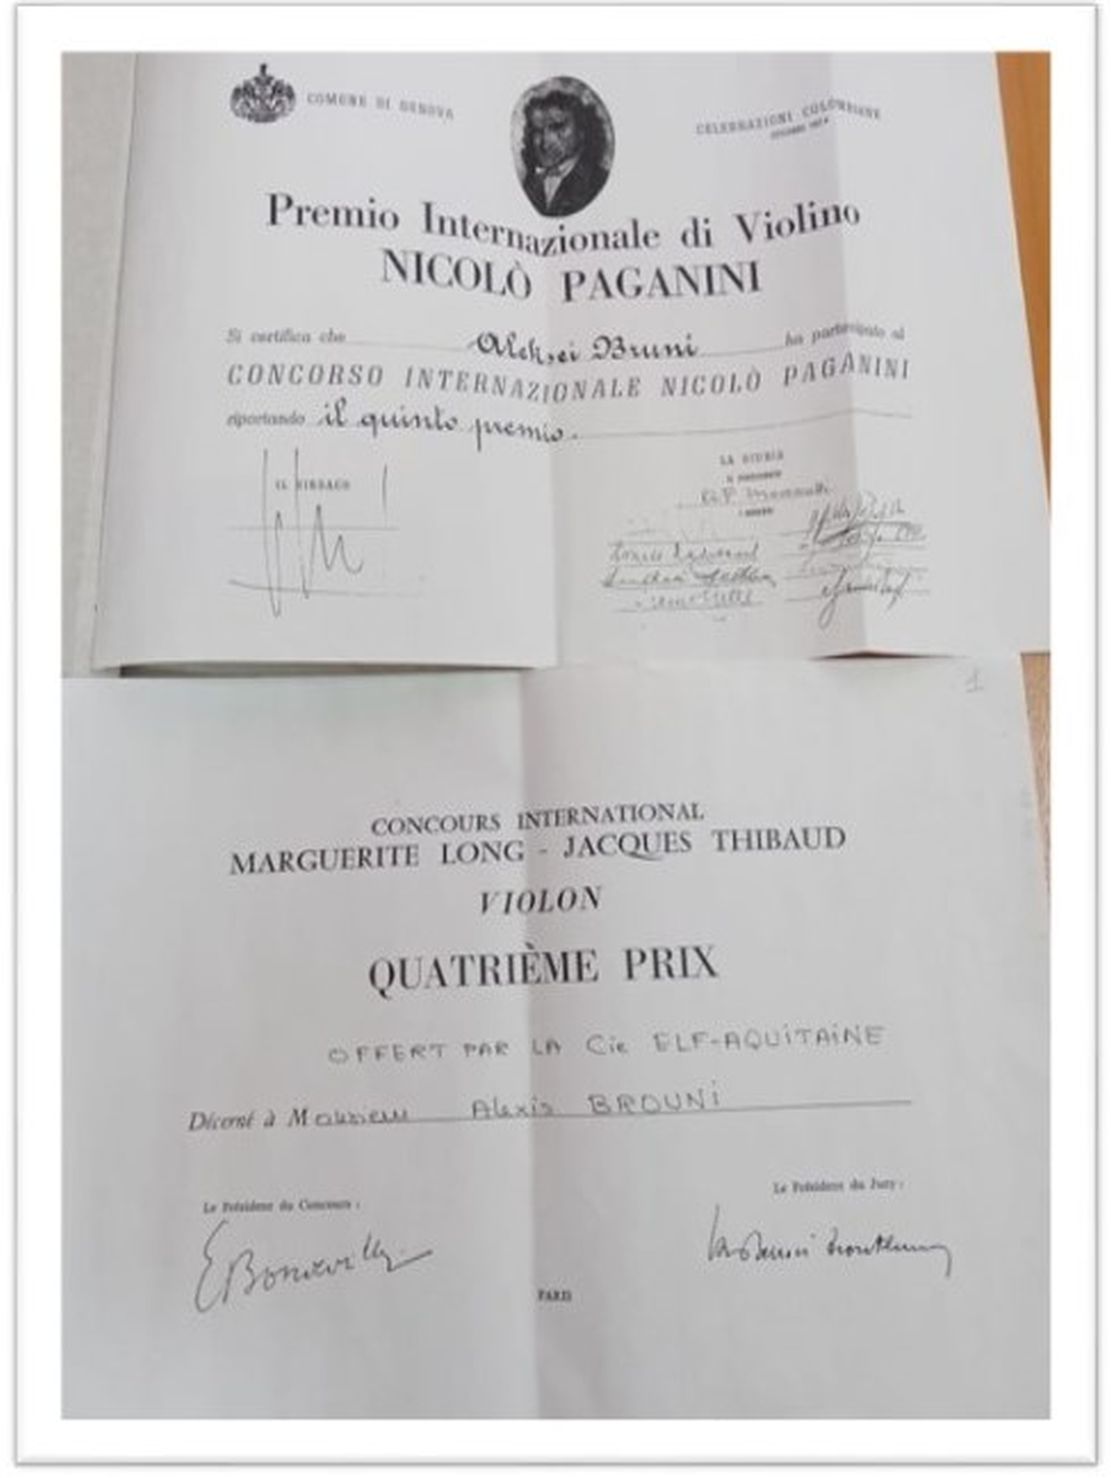 COMUNE DI GENOVA
CELEBRAZIONI COLOMBIANE
Premio Internazionale di Violino
NICOLÒ PAGANINI
Si certifica che Aleksei Bruni ha partecipato al
CONCORSO INTERNAZIONALE NICOLÒ PAGANINI
riportando il quinto premio.
IL SINDACO
LA GIURIA
1
CONCOURS INTERNATIONAL
MARGUERITE LONG - JACQUES THIBAUD
VIOLON
QUATRIÈME PRIX
OFFERT PAR LA Cie ELF-AQUiTAiNE
Décerné à Monsieur Alexis BROUNi
Le Président du Concours :
Le Président du Jury :
PARIS